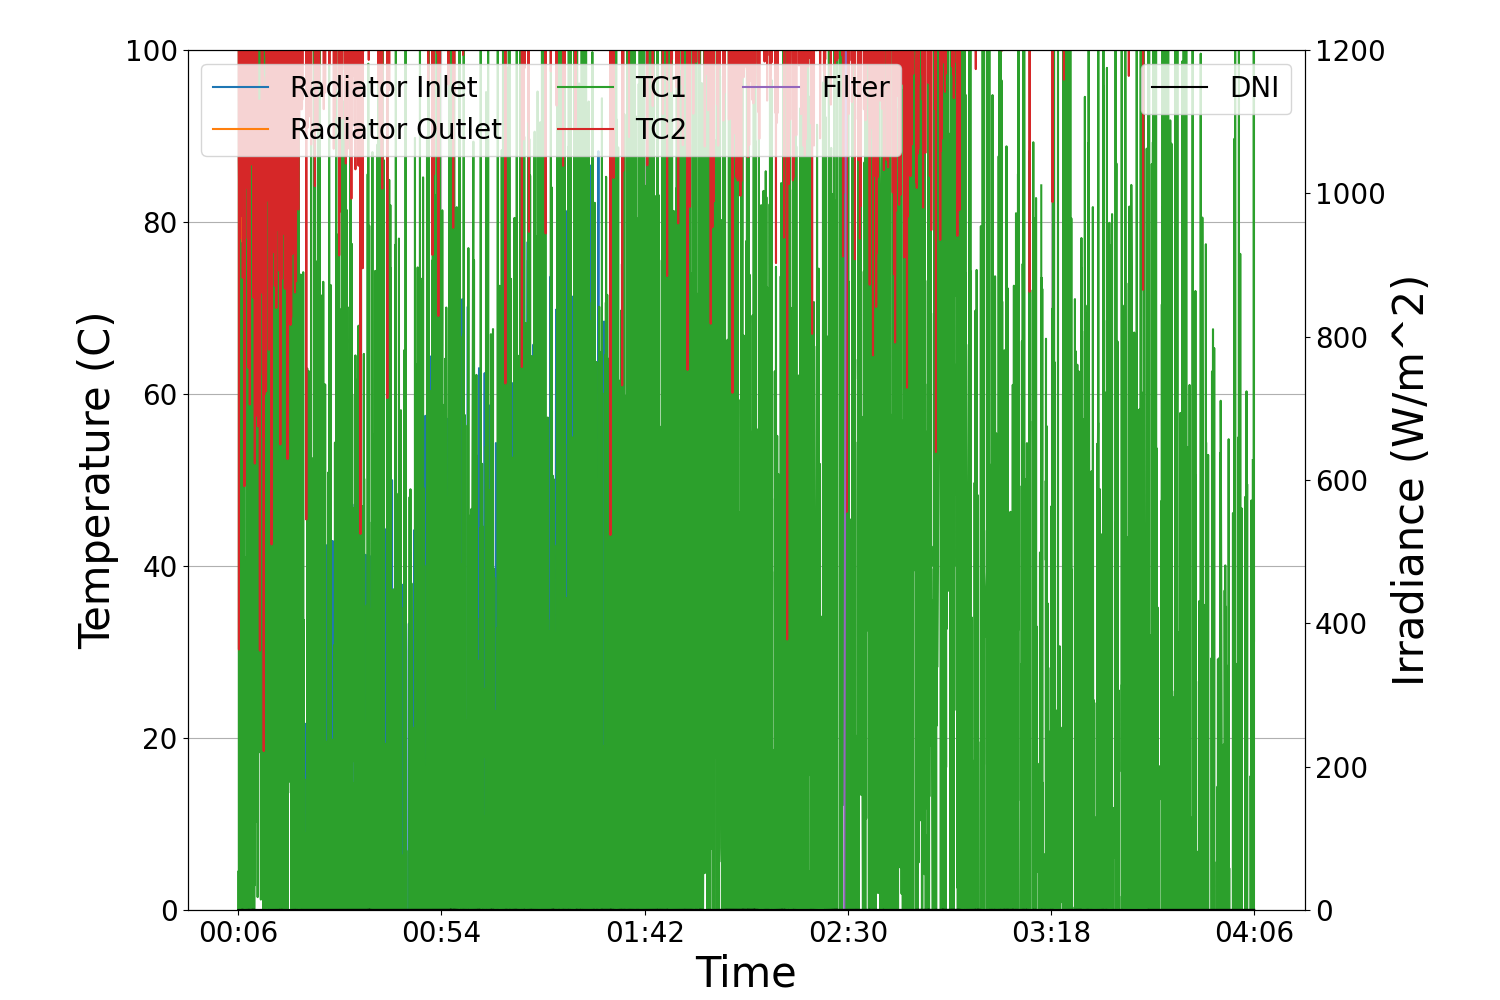 100
80
60
40
20
0
Temperature (C)
Radiator Inlet
Radiator Outlet
TC1
TC2
Filter
DNI
1200
1000
800
600
400
200
0
Irradiance (W/m^2)
00:06
00:54
01:42
02:30
03:18
04:06
Time